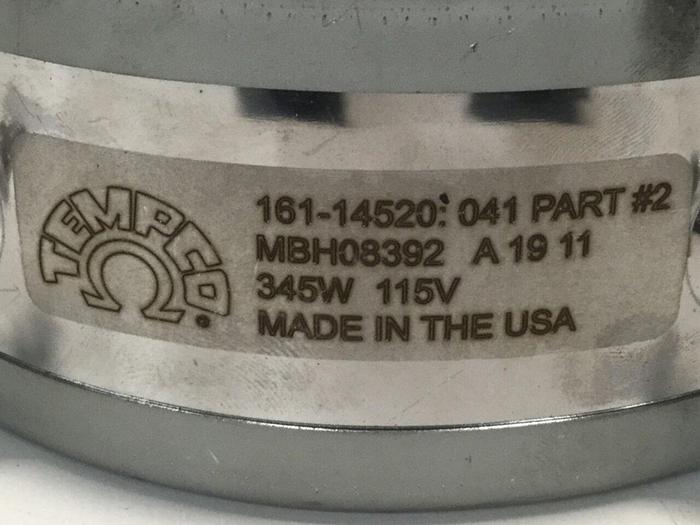 TEMPCO
161-14520: 041 PART #2
MBH08392 A 19 11
345W 115V
MADE IN THE USA